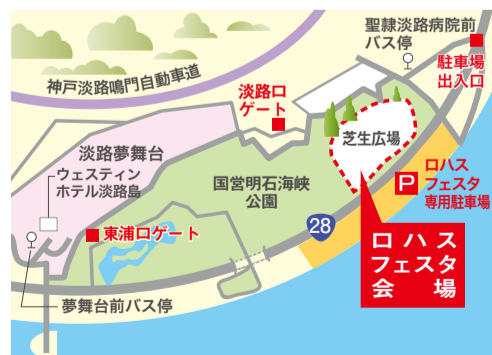 聖隷淡路病院前
バス停
駐車場
出入口
神戸淡路鳴門自動車道
淡路口
ゲート
芝生広場
淡路夢舞台
ウェスティン
ホテル淡路島
国営明石海峡
公園
P
ロハス
フェスタ
専用駐車場
東浦口ゲート
28
ロハス
フェスタ
会場
夢舞台前バス停